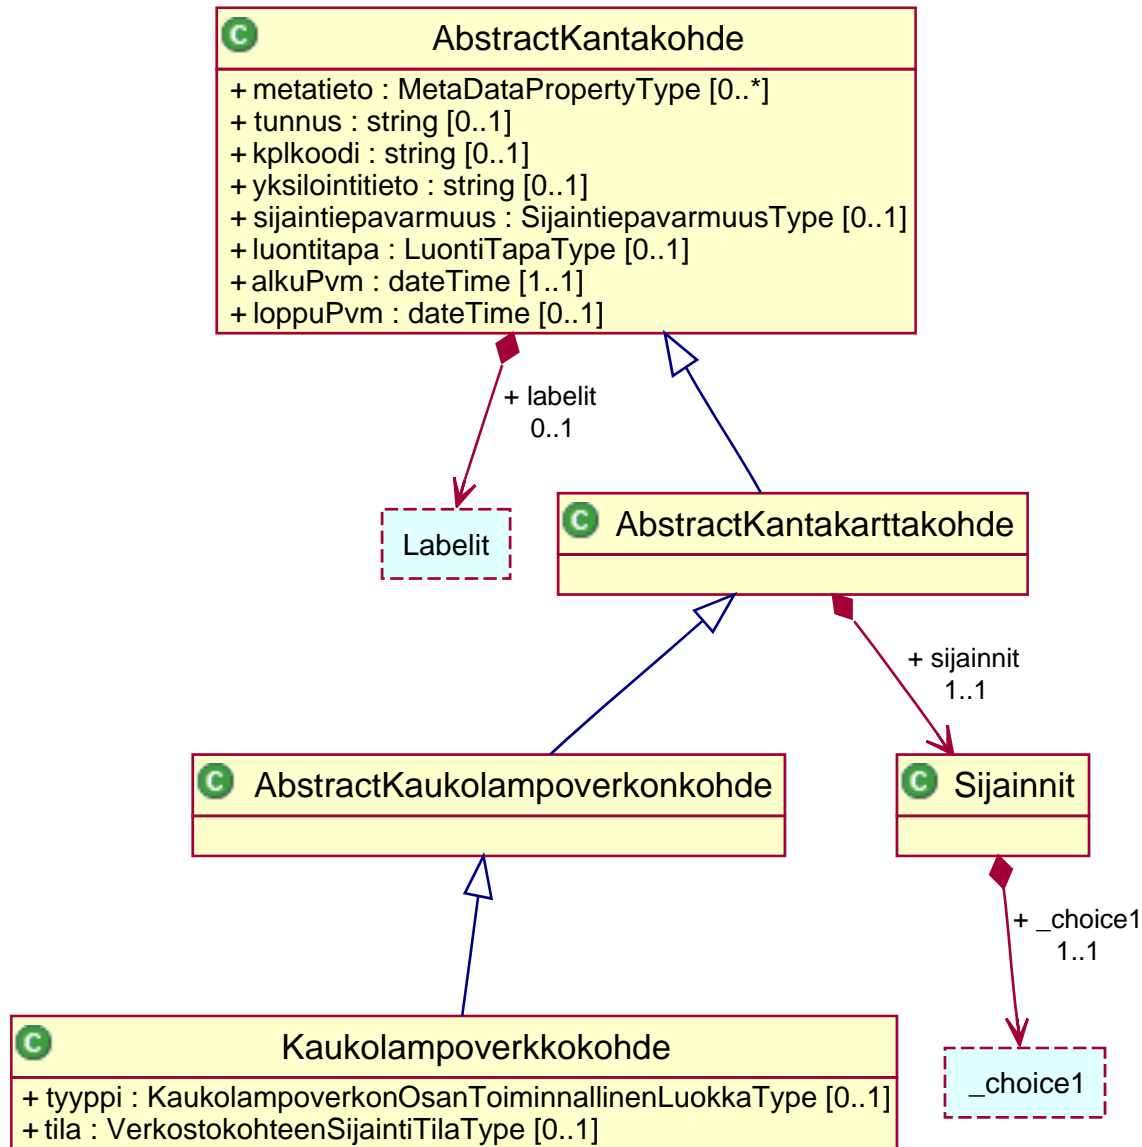 C AbstractKantakohde
+ metatieto : MetaDataPropertyType [0..*]
+ tunnus : string [0..1]
+ kplkoodi : string [0..1]
+ yksilointitieto : string [0..1]
+ sijaintiepavarmuus : SijaintiepavarmuusType [0..1]
+ luontitapa : LuontiTapaType [0..1]
+ alkuPvm : dateTime [1..1]
+ loppuPvm : dateTime [0..1]
+ labelit
0..1
C AbstractKantakarttakohde
Labelit
+ sijainnit
1..1
C AbstractKaukolampoverkonkohde
C Sijainnit
+ _choice1
1..1
C Kaukolampoverkkokohde
+ tyyppi : KaukolampoverkonOsanToiminnallinenLuokkaType [0..1]
+ tila : VerkostokohteenSijaintiTilaType [0..1]
_choice1